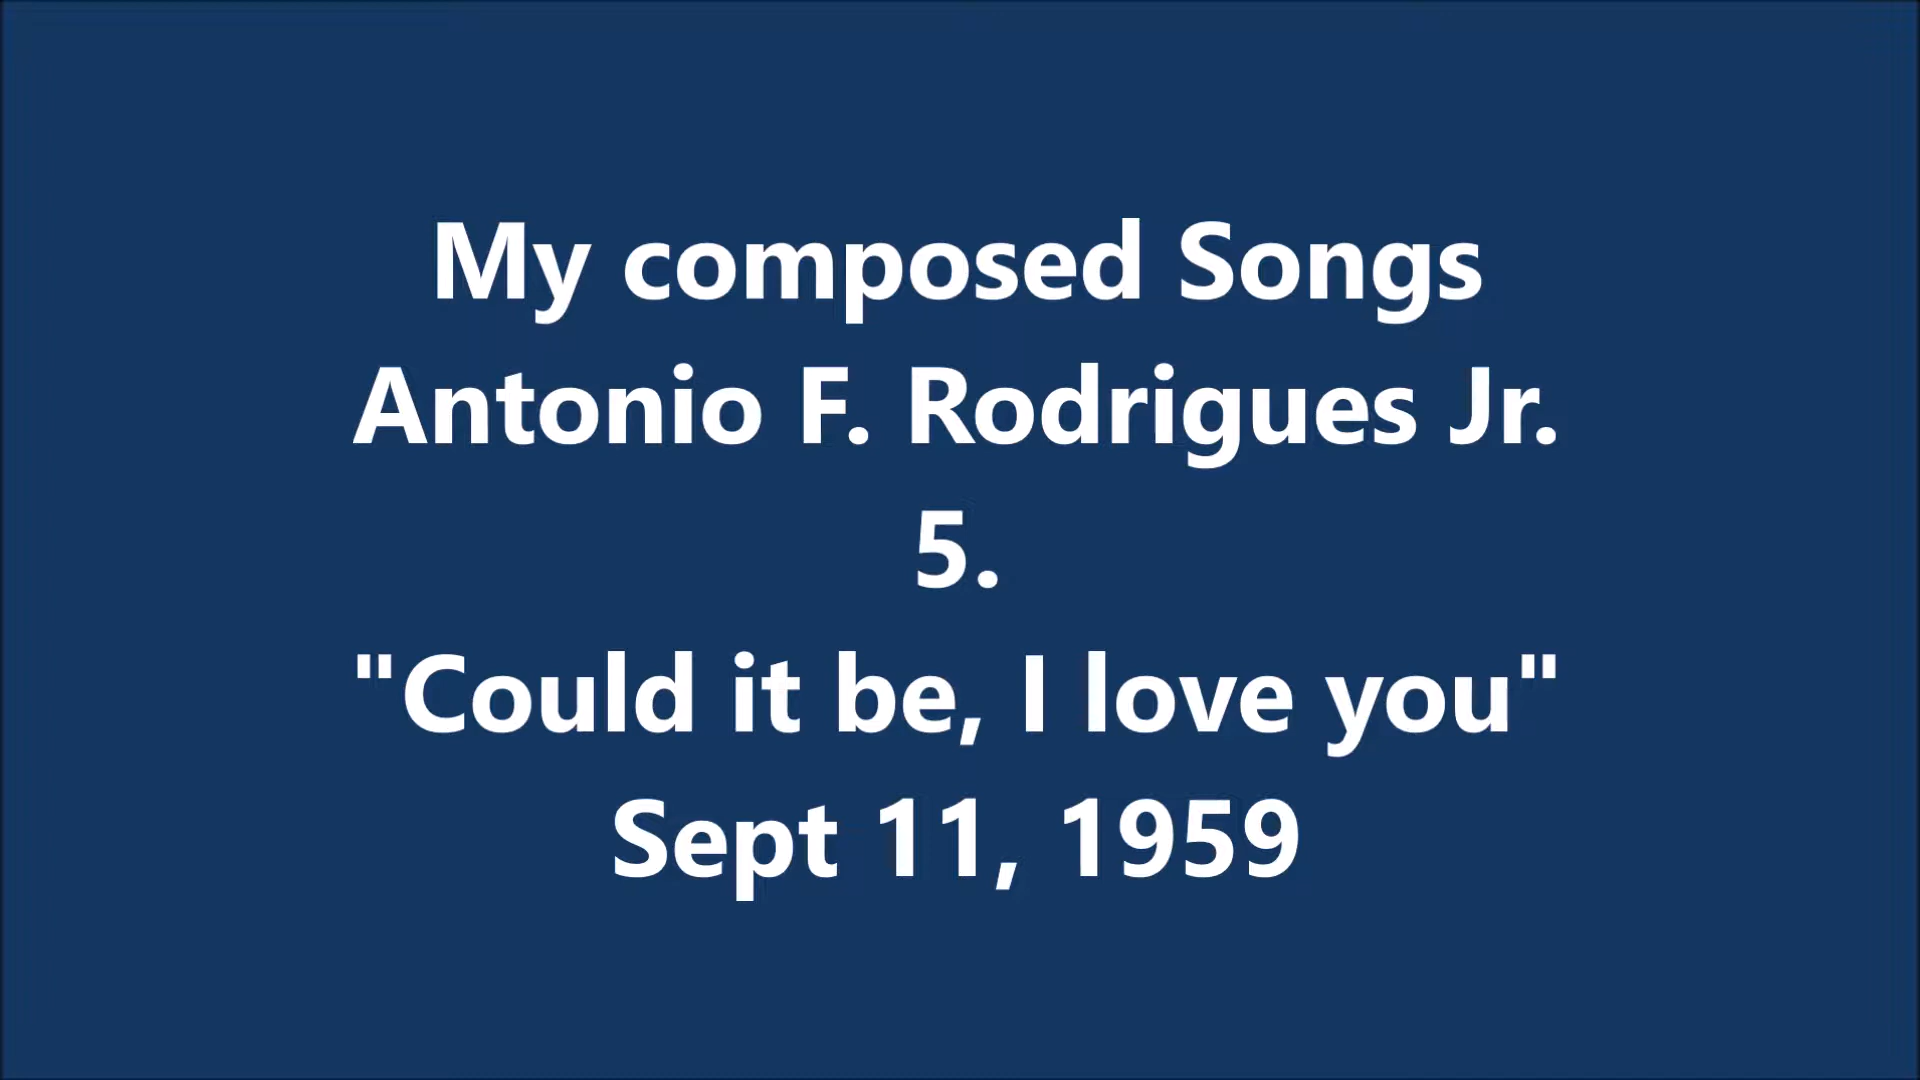 My composed Songs
Antonio F. Rodrigues Jr.
5.
"Could it be, I love you"
Sept 11, 1959